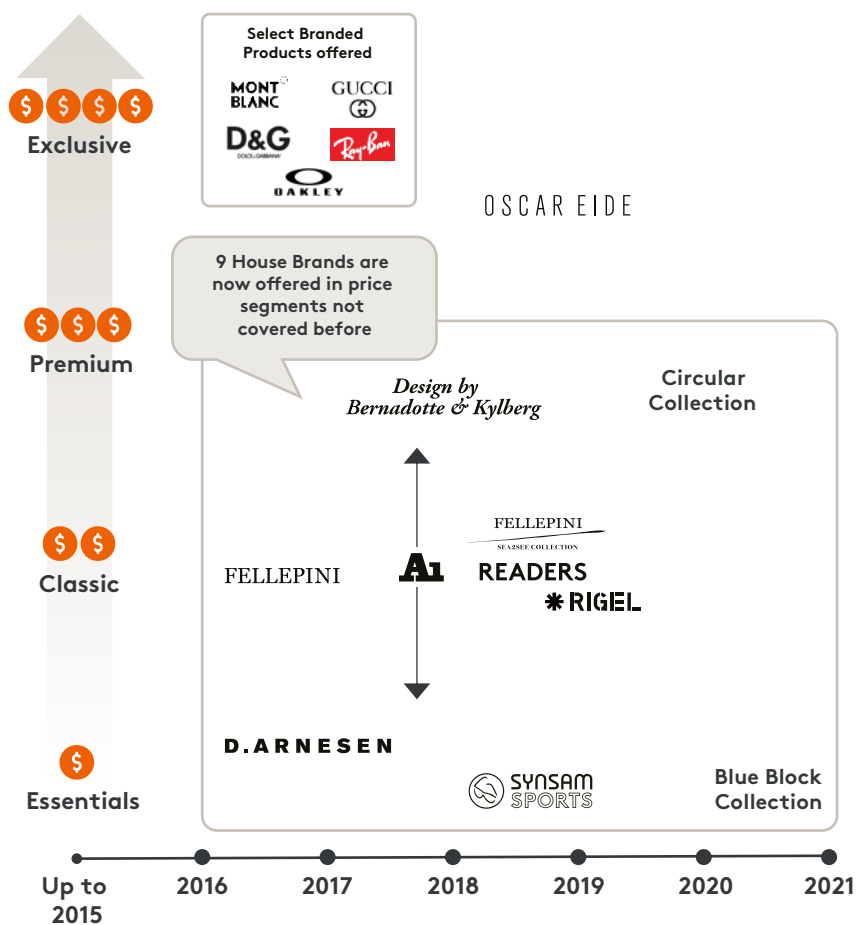 Select Branded
Products offered
MONT
BLANC
GUCCI
D&G
DOLCE & GABBANA
Ray-Ban
OAKLEY
$ $ $ $
Exclusive
OSCAR EIDE
9 House Brands are
now offered in price
segments not
covered before
$ $ $
Premium
Design by
Bernadotte & Kylberg
Circular
Collection
$ $
Classic
FELLEPINI
A1
FELLEPINI
SEA2SEE COLLECTION
READERS
RIGEL
D.ARNESEN
$
Essentials
SYNSAM
SPORTS
Blue Block
Collection
Up to
2015
2016 2017 2018 2019 2020 2021